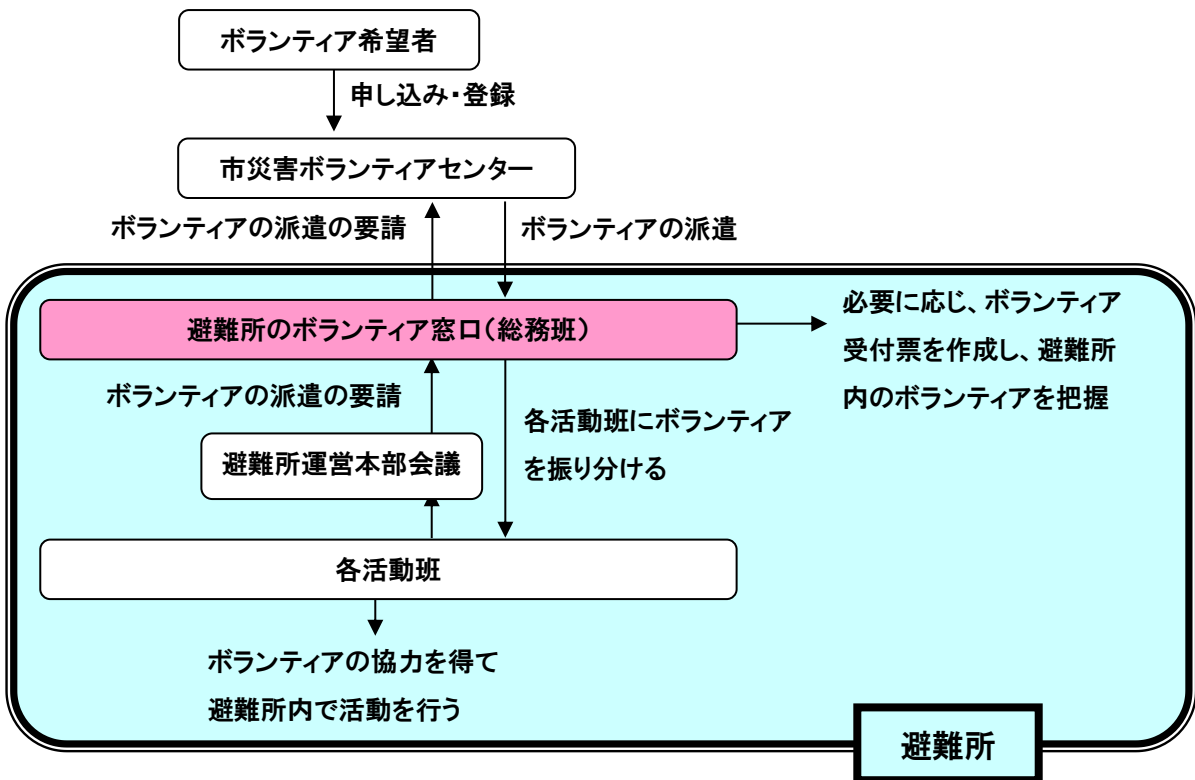 ボランティア希望者
申し込み・登録
市災害ボランティアセンター
ボランティアの派遣の要請
ボランティアの派遣
避難所のボランティア窓口（総務班）
必要に応じ、ボランティア
受付票を作成し、避難所
内のボランティアを把握
ボランティアの派遣の要請
各活動班にボランティア
を振り分ける
避難所運営本部会議
各活動班
ボランティアの協力を得て
避難所内で活動を行う
避難所